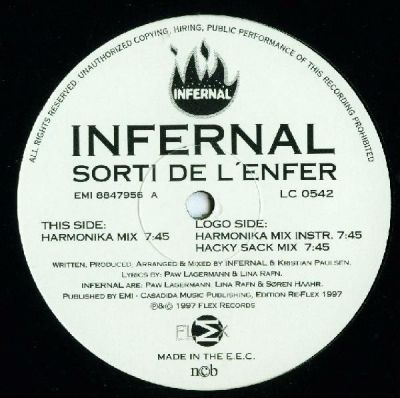 ALL RIGHTS RESERVED. UNAUTHORIZED COPYING, HIRING, PUBLIC PERFORMANCE OF THIS RECORDING PROHIBITED
INFERNAL
INFERNAL
SORTI DE L´ENFER
EMI 8847956 A LC 0542
THIS SIDE: LOGO SIDE:
HARMONIKA MIX 7:45 HARMONIKA MIX INSTR. 7:45
HACKY SACK MIX 7:45
WRITTEN, PRODUCED, ARRANGED & MIXED BY INFERNAL & KRISTIAN PAULSEN.
LYRICS BY: PAW LAGERMANN & LINA RAFN.
INFERNAL ARE: PAW LAGERMANN, LINA RAFN & SØREN HAAHR.
PUBLISHED BY EMI - CASADIDA MUSIC PUBLISHING, EDITION RE-FLEX 1997
℗&© 1997 FLEX RECORDS
FLEX
MADE IN THE E.E.C.
ncb